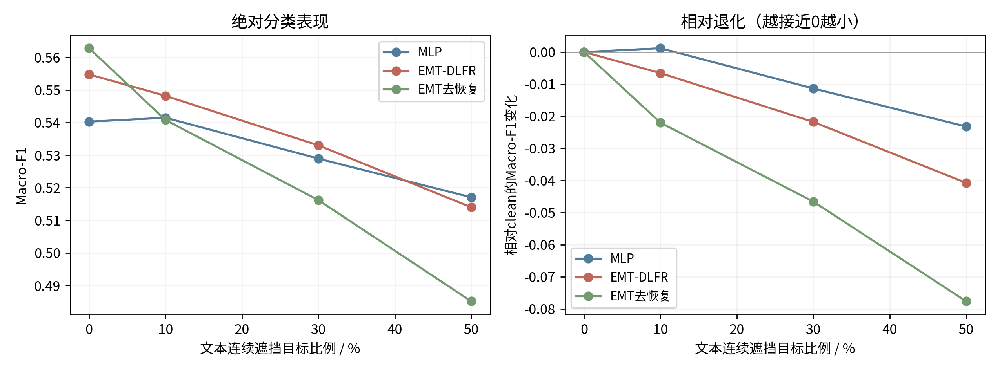 绝对分类表现
Macro-F1
0.56
0.55
0.54
0.53
0.52
0.51
0.50
0.49
MLP
EMT-DLFR
EMT去恢复
0 10 20 30 40 50
文本连续遮挡目标比例 / %
相对退化（越接近0越小）
相对clean的Macro-F1变化
0.00
-0.01
-0.02
-0.03
-0.04
-0.05
-0.06
-0.07
-0.08
MLP
EMT-DLFR
EMT去恢复
0 10 20 30 40 50
文本连续遮挡目标比例 / %